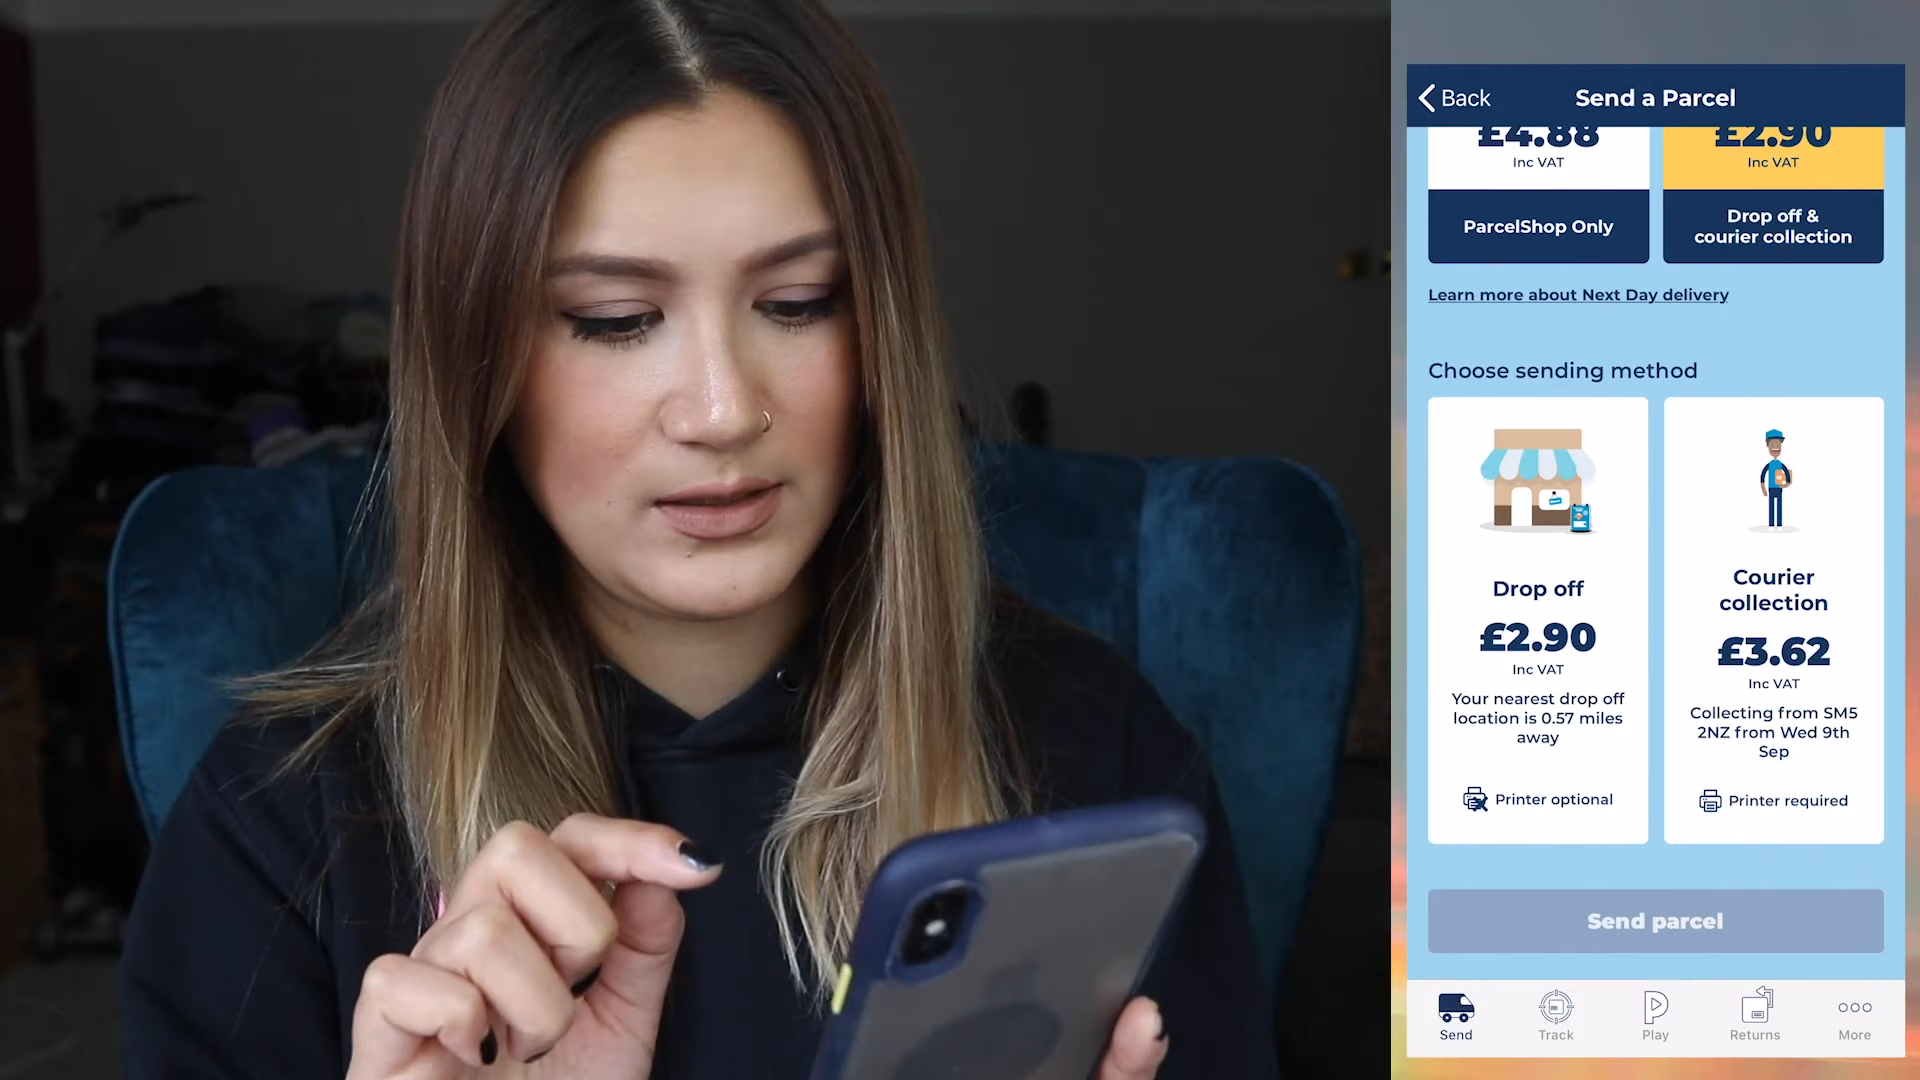 Back
Send a Parcel
£4.88
Inc VAT
ParcelShop Only
£2.90
Inc VAT
Drop off &
courier collection
Learn more about Next Day delivery
Choose sending method
Drop off
£2.90
Inc VAT
Your nearest drop off
location is 0.57 miles
away
Printer optional
Courier
collection
£3.62
Inc VAT
Collecting from SM5
2NZ from Wed 9th
Sep
Printer required
Send parcel
Send
Track
Play
Returns
More